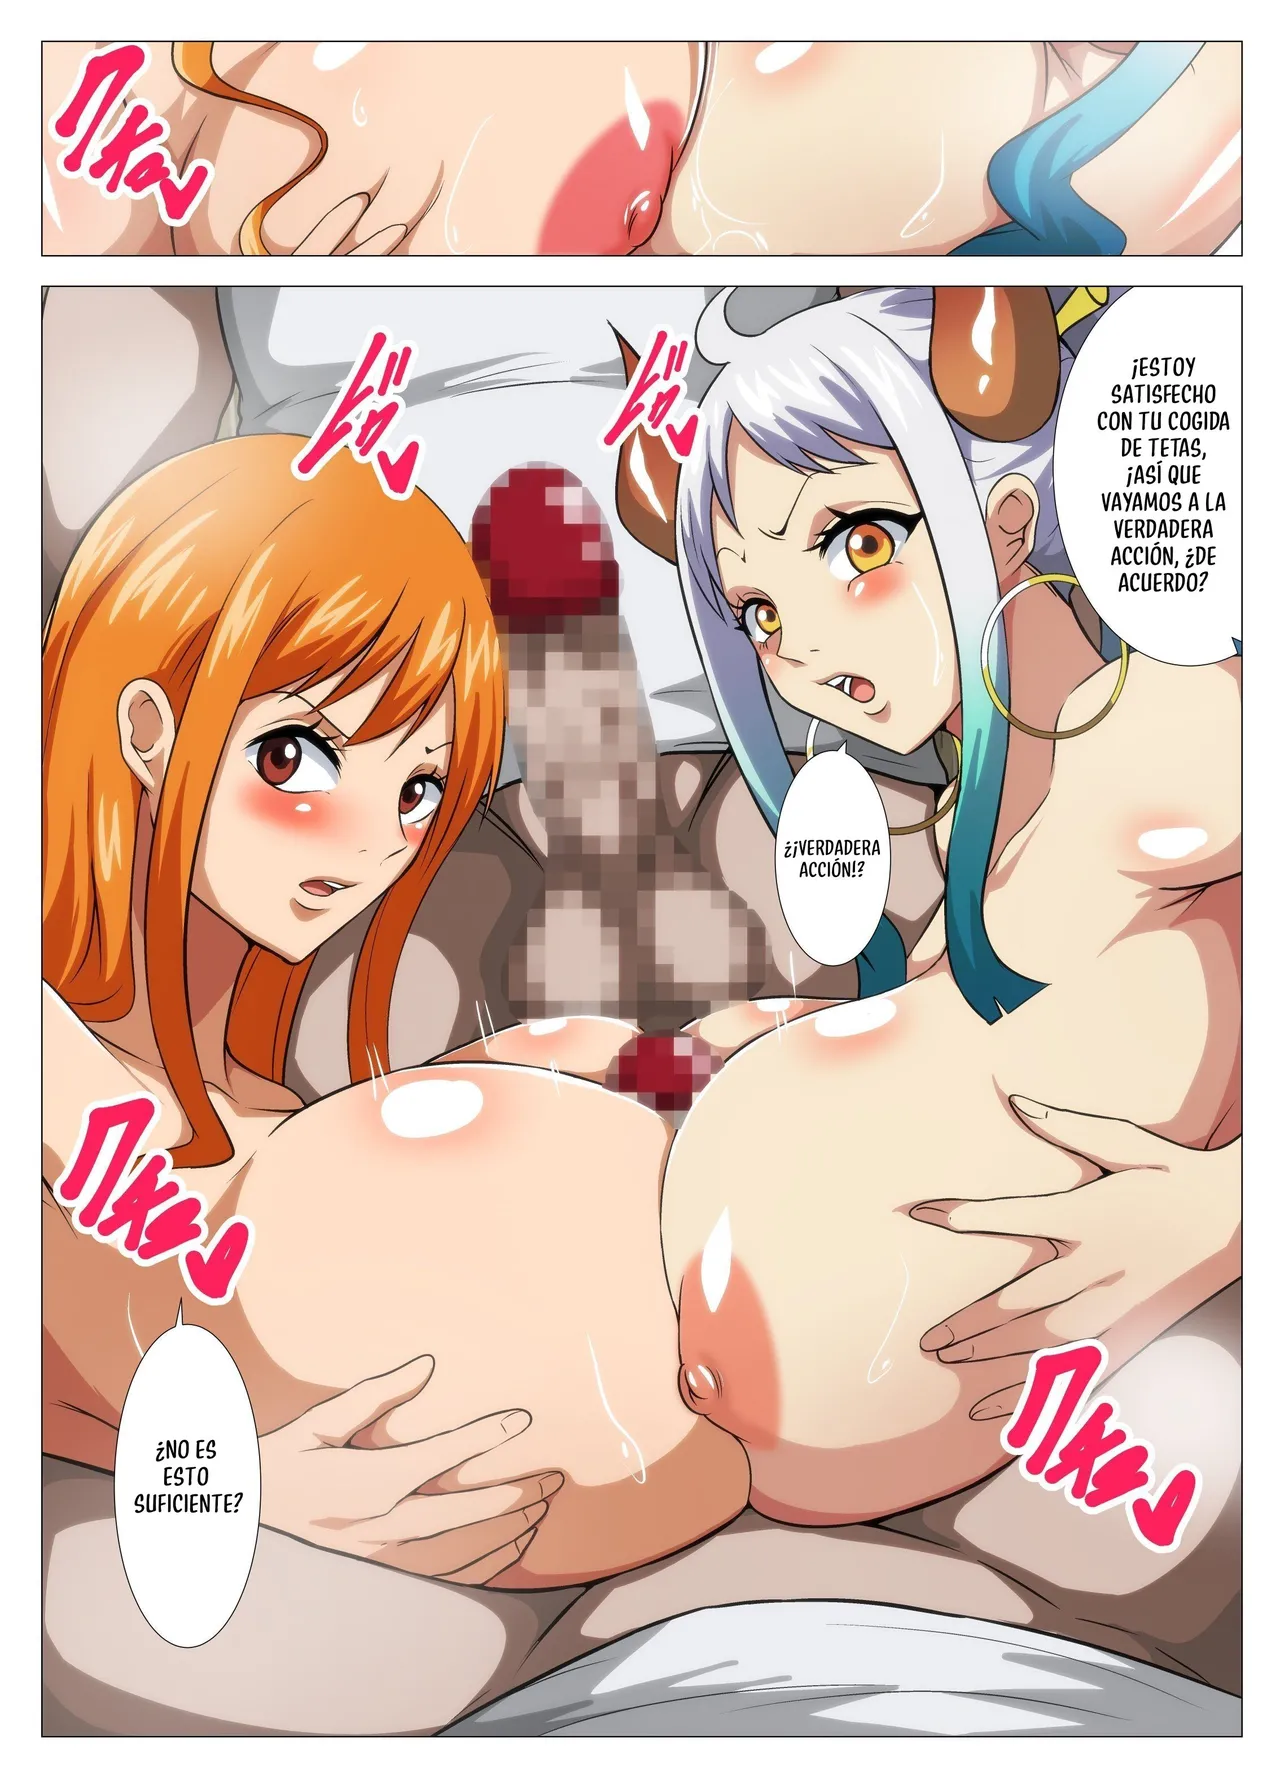 ¡ESTOY
SATISFECHO
CON TU COGIDA
DE TETAS,
¡ASÍ QUE
VAYAMOS A LA
VERDADERA
ACCIÓN, ¿DE
ACUERDO?
¿¡VERDADERA
ACCIÓN!?
¿NO ES
ESTO
SUFICIENTE?